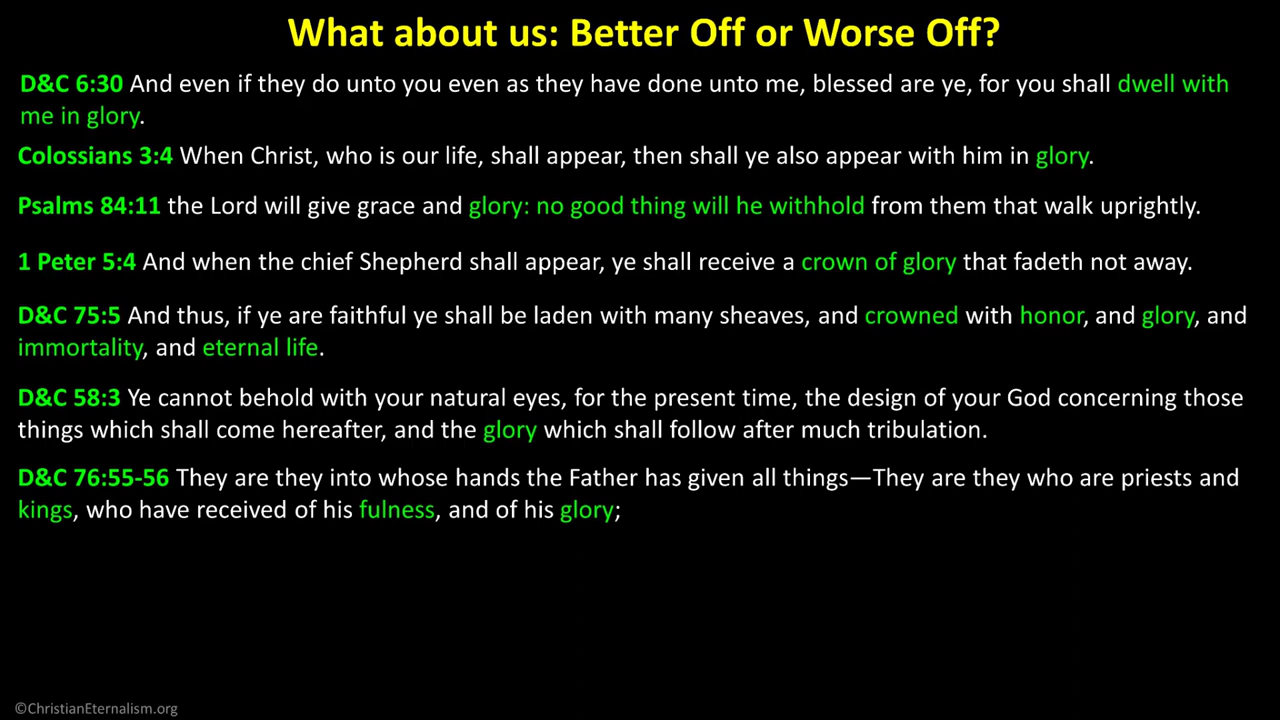 What about us: Better Off or Worse Off?
D&C 6:30 And even if they do unto you even as they have done unto me, blessed are ye, for you shall dwell with
me in glory.
Colossians 3:4 When Christ, who is our life, shall appear, then shall ye also appear with him in glory.
Psalms 84:11 the Lord will give grace and glory: no good thing will he withhold from them that walk uprightly.
1 Peter 5:4 And when the chief Shepherd shall appear, ye shall receive a crown of glory that fadeth not away.
D&C 75:5 And thus, if ye are faithful ye shall be laden with many sheaves, and crowned with honor, and glory, and
immortality, and eternal life.
D&C 58:3 Ye cannot behold with your natural eyes, for the present time, the design of your God concerning those
things which shall come hereafter, and the glory which shall follow after much tribulation.
D&C 76:55-56 They are they into whose hands the Father has given all things—They are they who are priests and
kings, who have received of his fulness, and of his glory;
©ChristianEternalism.org